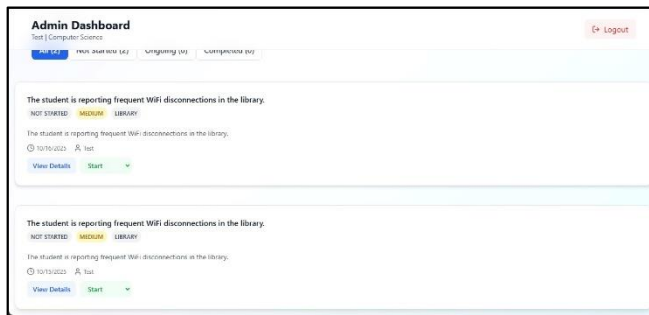 Admin Dashboard
Test | Computer Science
Logout
All (2) Not Started (2) Ongoing (0) Completed (0)
The student is reporting frequent WiFi disconnections in the library.
NOT STARTED MEDIUM LIBRARY
The student is reporting frequent WiFi disconnections in the library.
10/16/2025 Test
View Details Start
The student is reporting frequent WiFi disconnections in the library.
NOT STARTED MEDIUM LIBRARY
The student is reporting frequent WiFi disconnections in the library.
Test
View Details Start